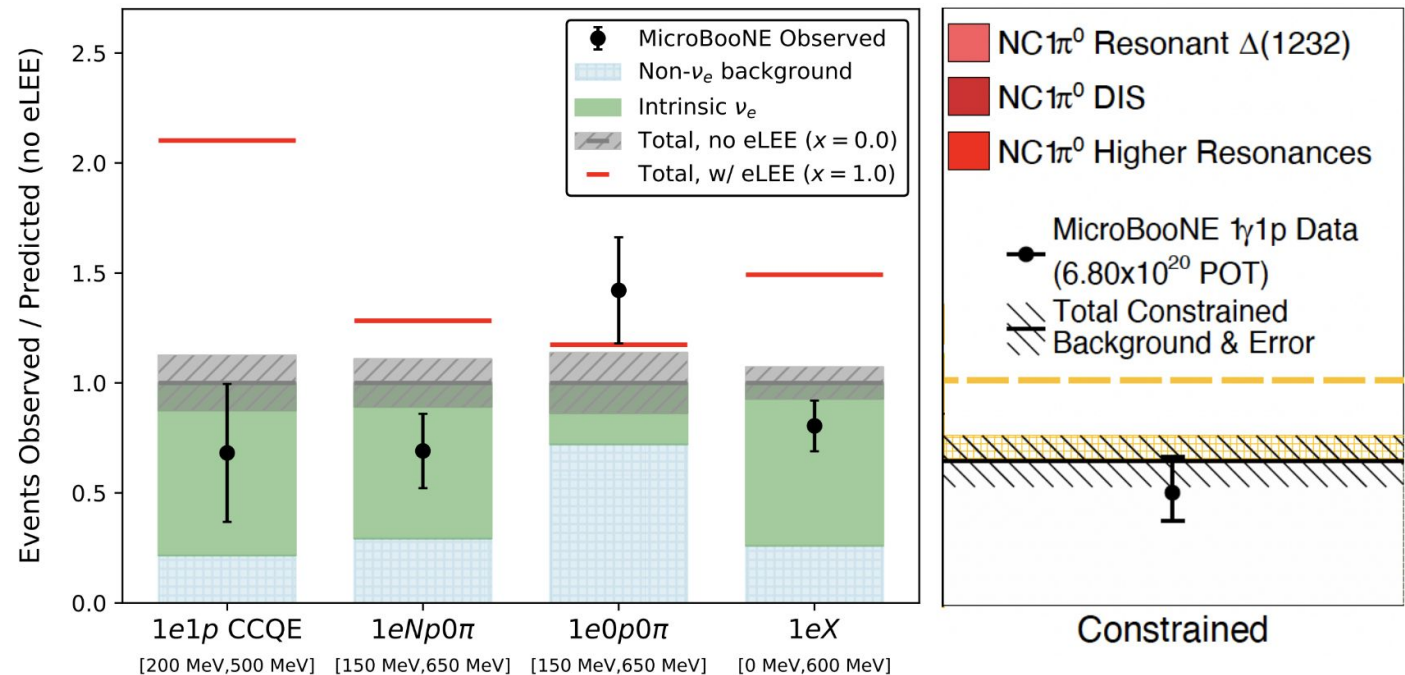 Events Observed / Predicted (no eLEE)
2.5
2.0
1.5
1.0
0.5
0.0
MicroBooNE Observed
Non-νe background
Intrinsic νe
Total, no eLEE (x = 0.0)
Total, w/ eLEE (x = 1.0)
1e1p CCQE
[200 MeV,500 MeV]
1eNp0π
[150 MeV,650 MeV]
1e0p0π
[150 MeV,650 MeV]
1eX
[0 MeV,600 MeV]
NC1π⁰ Resonant Δ(1232)
NC1π⁰ DIS
NC1π⁰ Higher Resonances
MicroBooNE 1γ1p Data
(6.80x10²⁰ POT)
Total Constrained
Background & Error
Constrained